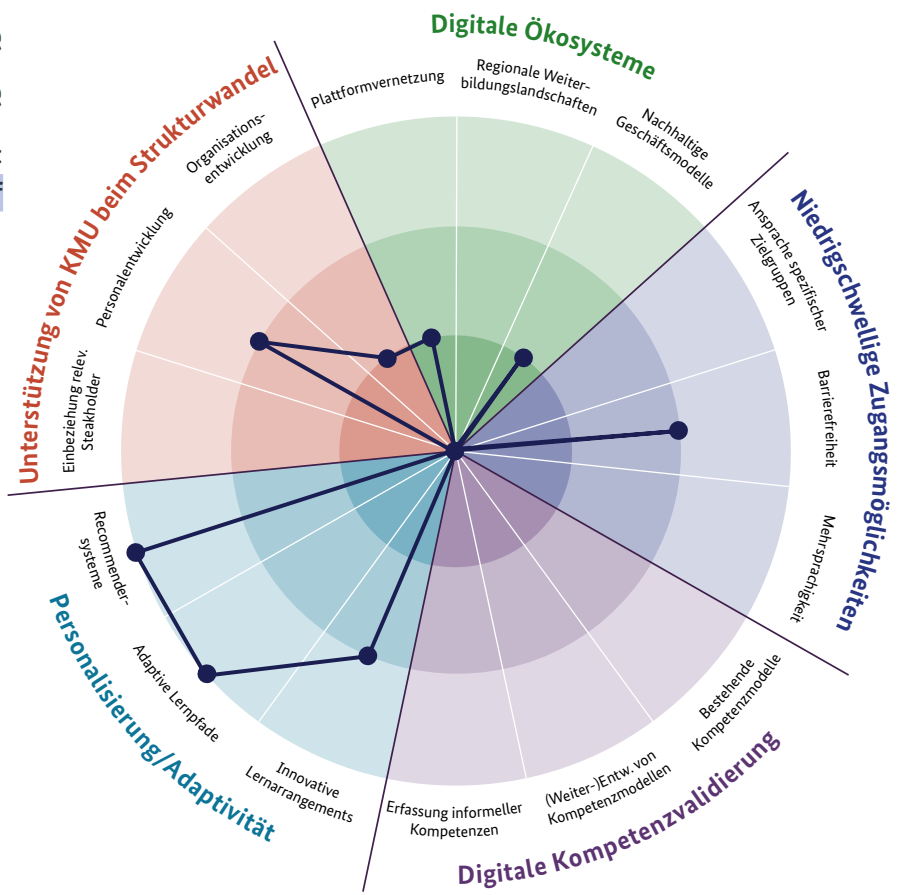 Digitale Ökosysteme
Plattformvernetzung
Regionale Weiter-
bildungslandschaften
Nachhaltige
Geschäftsmodelle
Niedrigschwellige Zugangsmöglichkeiten
Ansprache spezifischer
Zielgruppen
Barrierefreiheit
Mehrsprachigkeit
Digitale Kompetenzvalidierung
Bestehende
Kompetenzmodelle
(Weiter-)Entw. von
Kompetenzmodellen
Erfassung informeller
Kompetenzen
Personalisierung/Adaptivität
Innovative
Lernarrangements
Adaptive Lernpfade
Recommender-
systeme
Unterstützung von KMU beim Strukturwandel
Einbeziehung relev.
Steakholder
Personalentwicklung
Organisations-
entwicklung